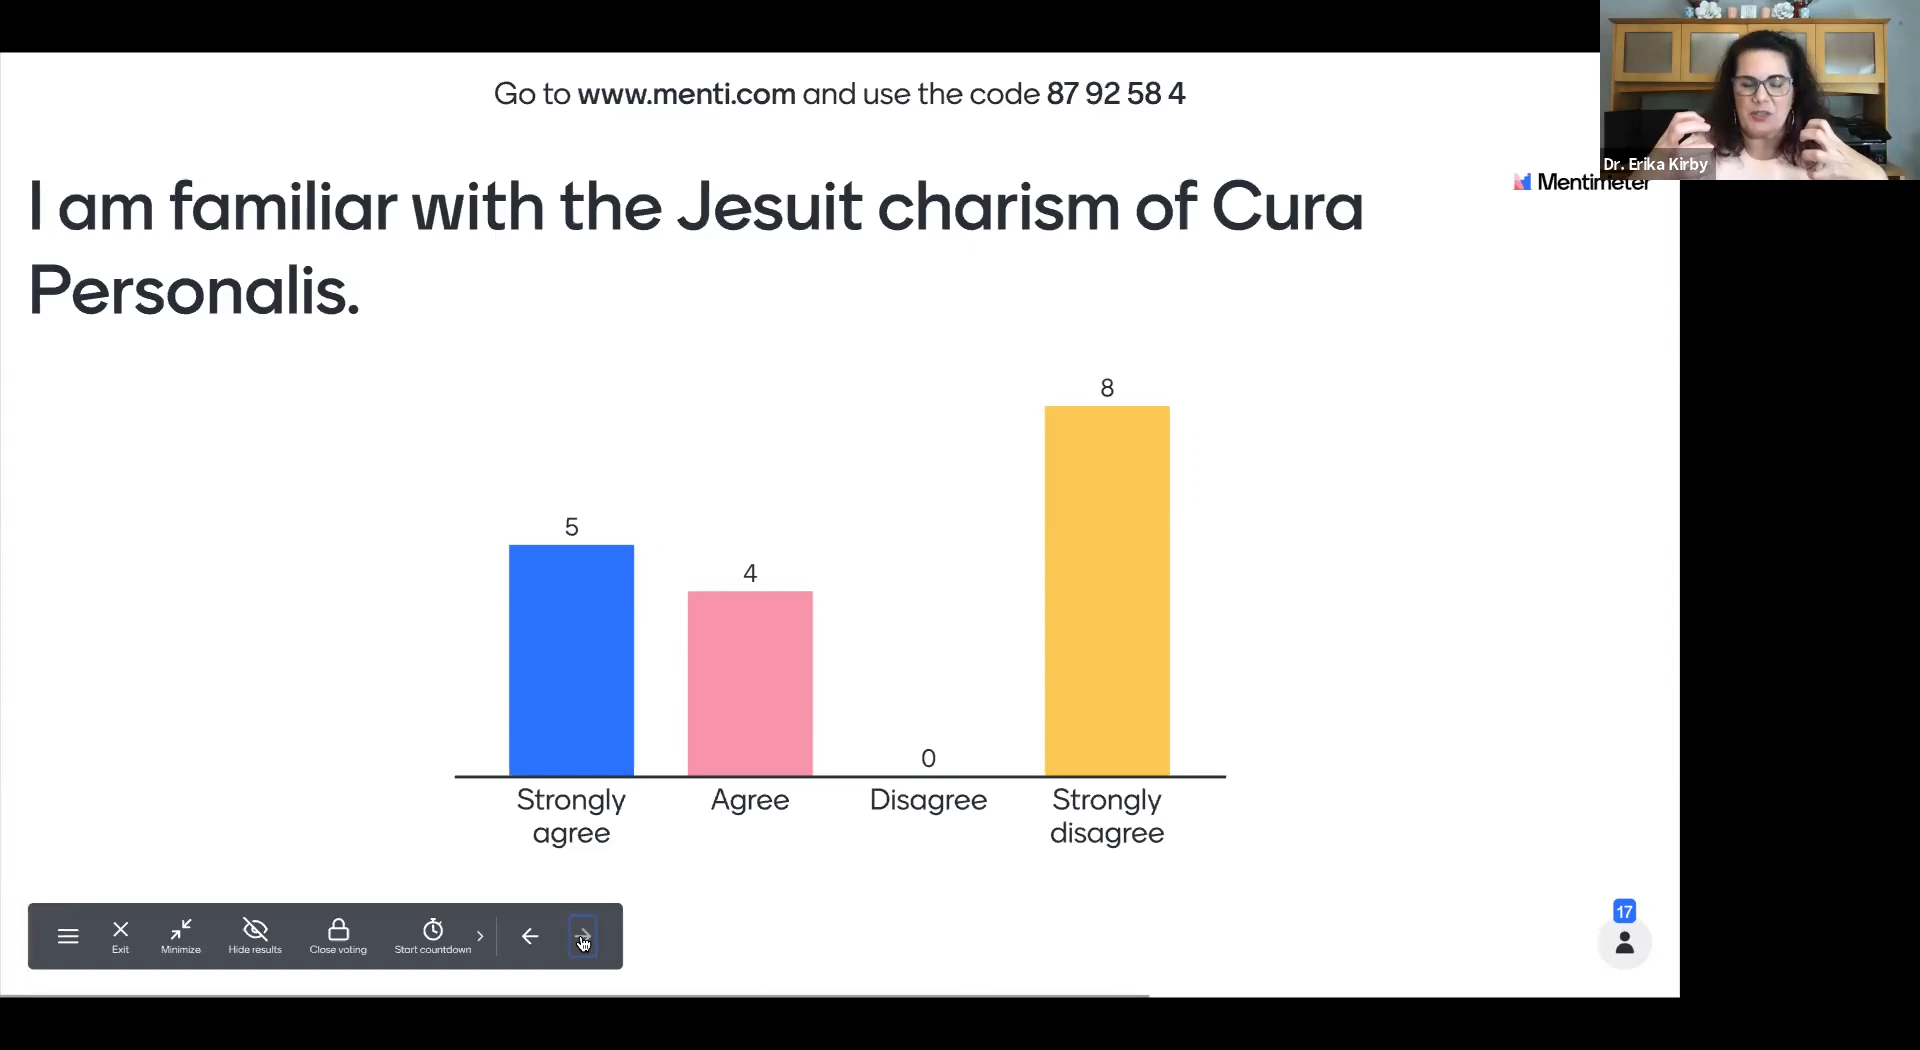 Go to www.menti.com and use the code 87 92 58 4
Dr. Erika Kirby
Mentimeter
I am familiar with the Jesuit charism of Cura
Personalis.
8
5
4
0
Strongly
agree
Agree
Disagree
Strongly
disagree
Exit
Minimize
Hide results
Close voting
Start countdown
17